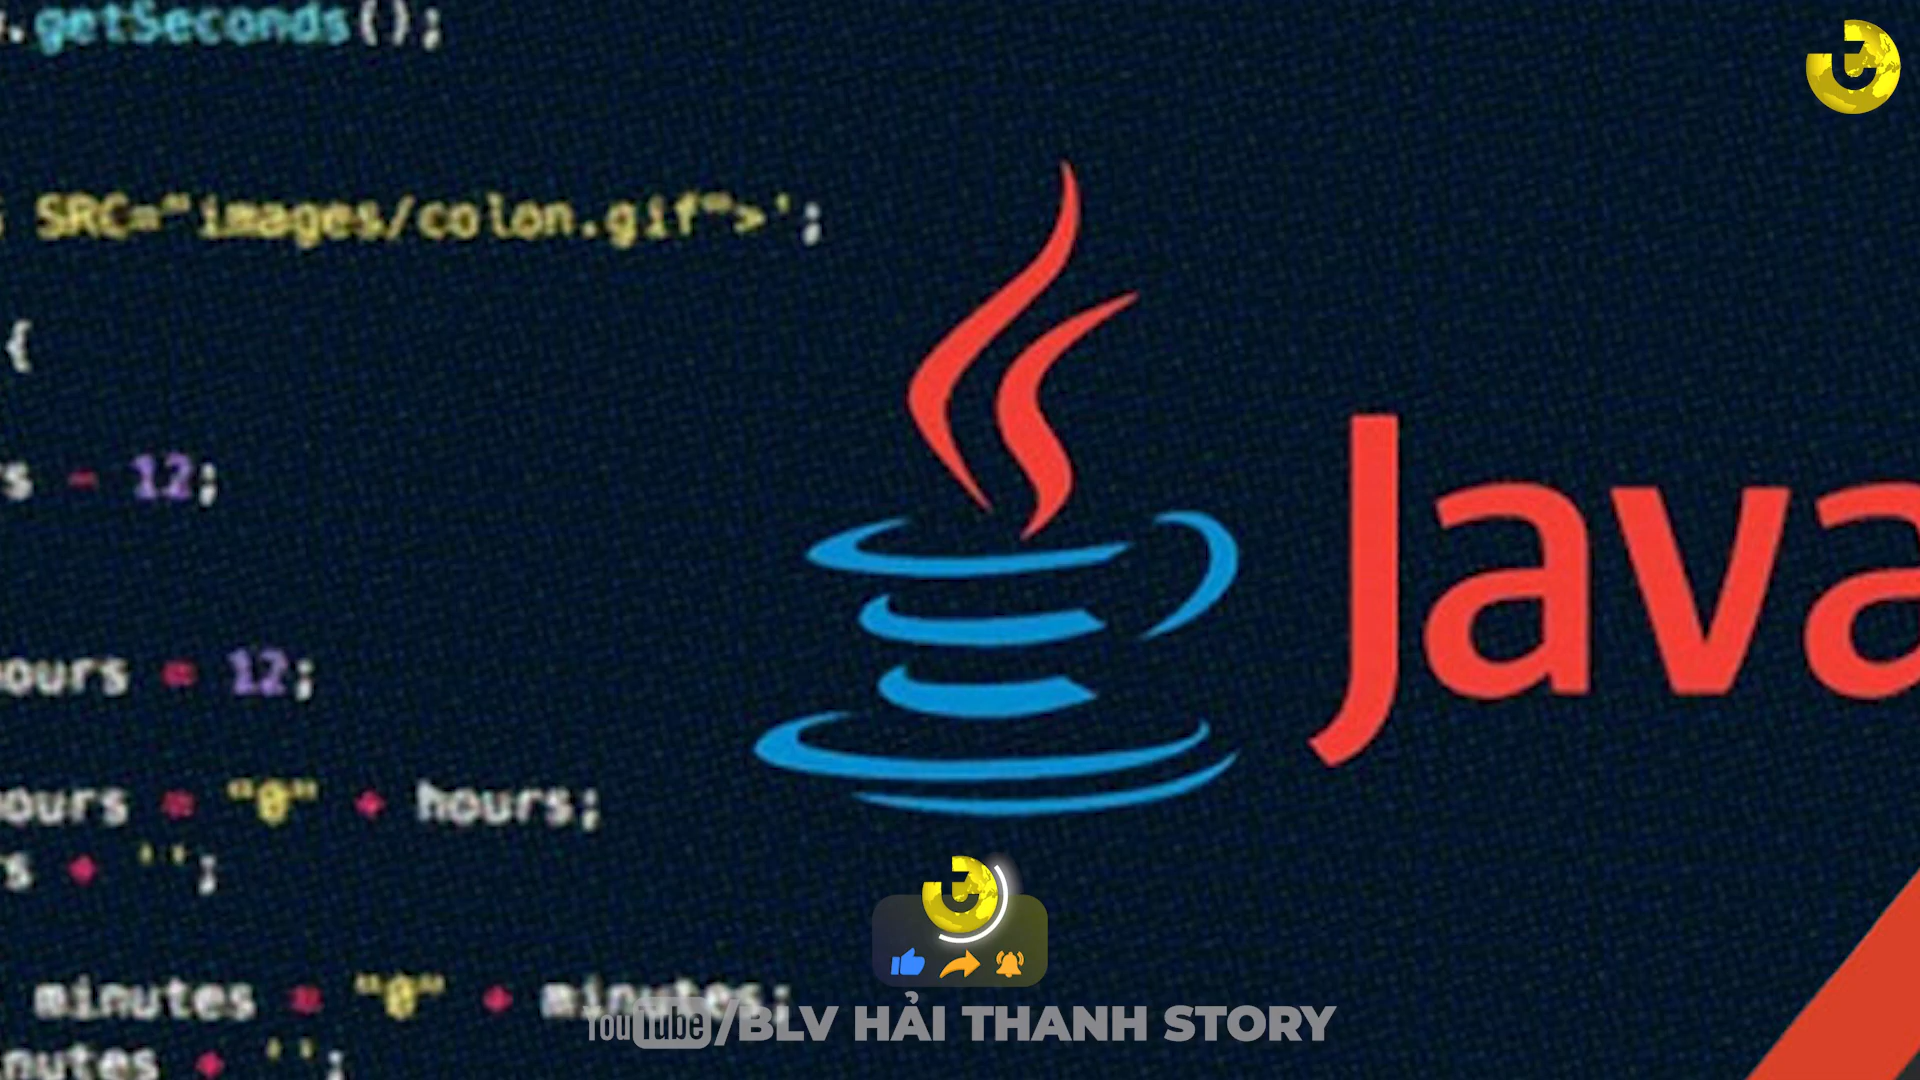 .getSeconds();
SRC="images/colon.gif">';
{
s - 12;
ours = 12;
ours = "0" + hours;
s + '';
minutes = "0" + minutes;
nutes + '';
Java
YouTube/BLV HẢI THANH STORY